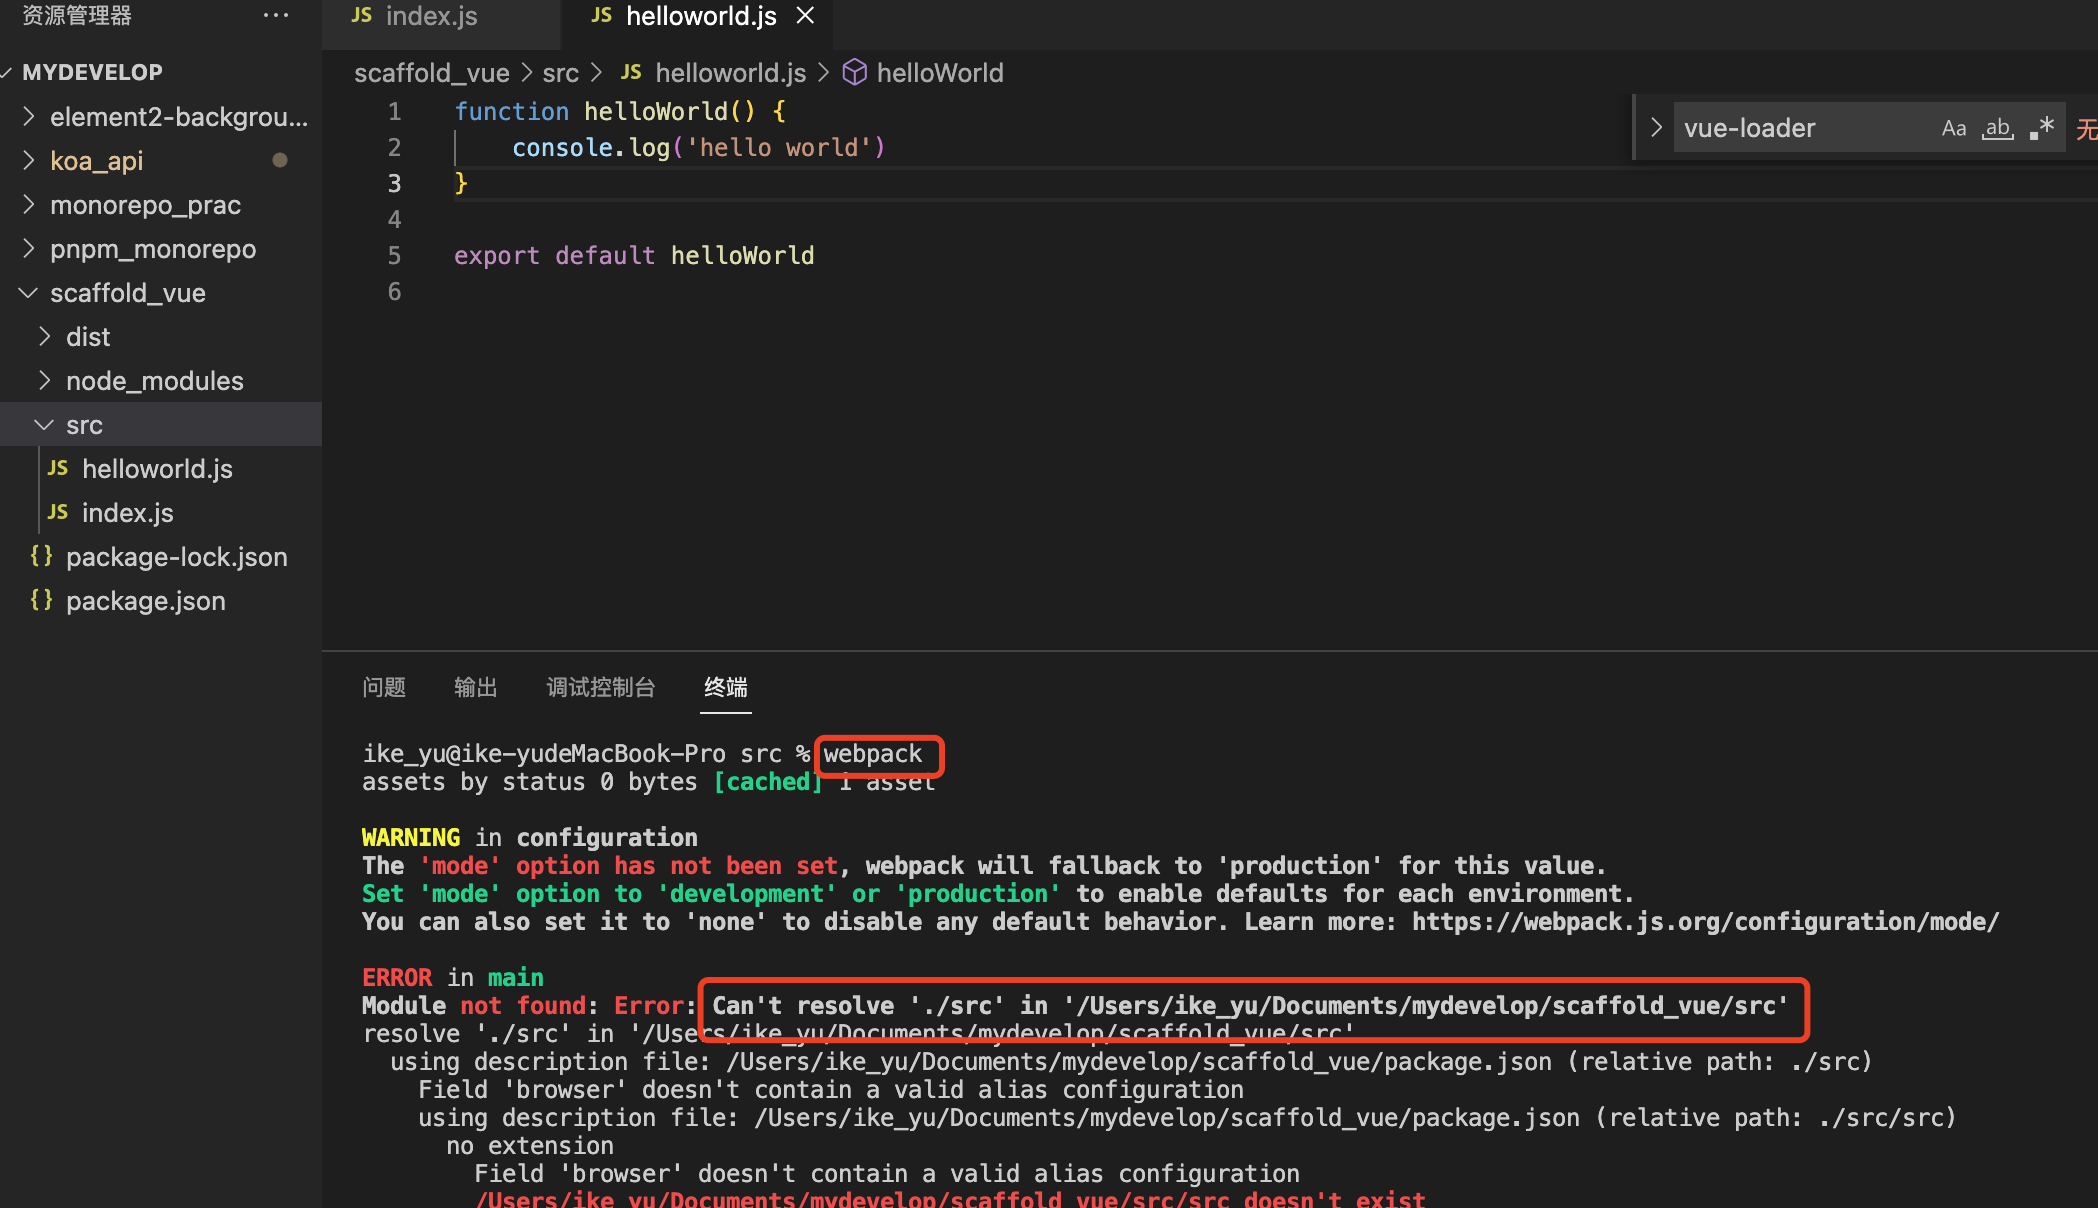 资源管理器 ···
MYDEVELOP
element2-backgrou...
koa_api
monorepo_prac
pnpm_monorepo
scaffold_vue
dist
node_modules
src
JS helloworld.js
JS index.js
{} package-lock.json
{} package.json
JS index.js
JS helloworld.js
scaffold_vue > src > JS helloworld.js > helloWorld
vue-loader Aa ab .* 无
1 function helloWorld() {
2 console.log('hello world')
3 }
4
5 export default helloWorld
6
问题 输出 调试控制台 终端
ike_yu@ike-yudeMacBook-Pro src % webpack
assets by status 0 bytes [cached] 1 asset
WARNING in configuration
The 'mode' option has not been set, webpack will fallback to 'production' for this value.
Set 'mode' option to 'development' or 'production' to enable defaults for each environment.
You can also set it to 'none' to disable any default behavior. Learn more: https://webpack.js.org/configuration/mode/
ERROR in main
Module not found: Error: Can't resolve './src' in '/Users/ike_yu/Documents/mydevelop/scaffold_vue/src'
resolve './src' in '/Users/ike_yu/Documents/mydevelop/scaffold_vue/src'
using description file: /Users/ike_yu/Documents/mydevelop/scaffold_vue/package.json (relative path: ./src)
Field 'browser' doesn't contain a valid alias configuration
using description file: /Users/ike_yu/Documents/mydevelop/scaffold_vue/package.json (relative path: ./src/src)
no extension
Field 'browser' doesn't contain a valid alias configuration
/Users/ike_yu/Documents/mydevelop/scaffold_vue/src/src doesn't exist